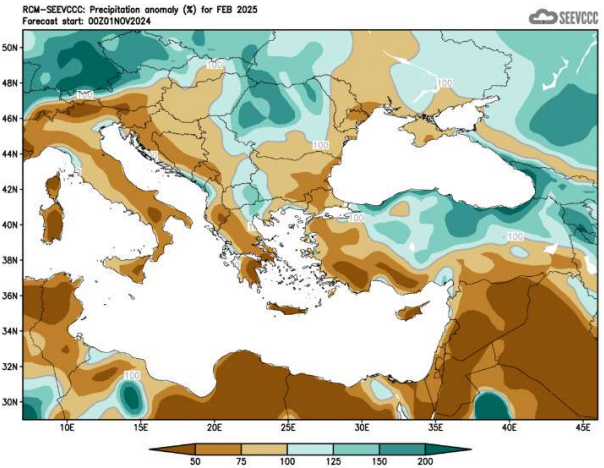 RCM-SEEVCCC: Precipitation anomaly (%) for FEB 2025
Forecast start: 00Z01NOV2024
SEEVCCC
50N
48N
46N
44N
42N
40N
38N
36N
34N
32N
30N
100
100
100
100
100
100
100
100
10E
15E
20E
25E
30E
35E
40E
45E
50
75
100
125
150
200